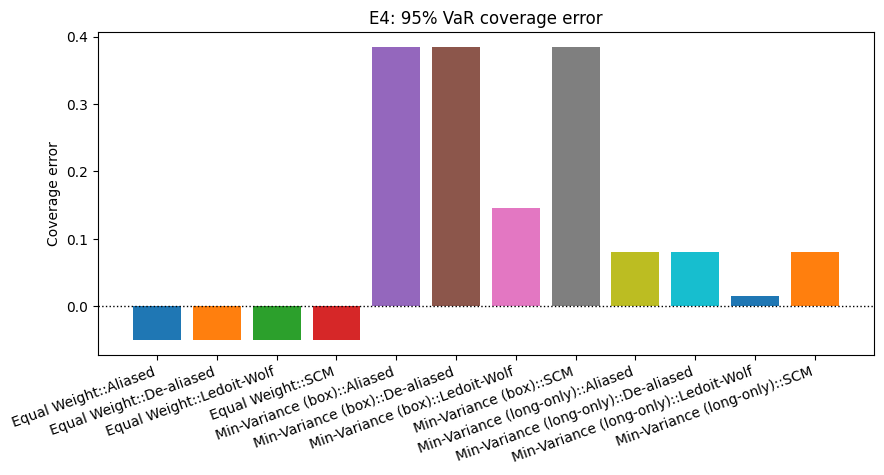 E4: 95% VaR coverage error
Coverage error
0.4
0.3
0.2
0.1
0.0
Equal Weight::Aliased
Equal Weight::De-aliased
Equal Weight::Ledoit-Wolf
Equal Weight::SCM
Min-Variance (box)::Aliased
Min-Variance (box)::De-aliased
Min-Variance (box)::Ledoit-Wolf
Min-Variance (box)::SCM
Min-Variance (long-only)::Aliased
Min-Variance (long-only)::De-aliased
Min-Variance (long-only)::Ledoit-Wolf
Min-Variance (long-only)::SCM